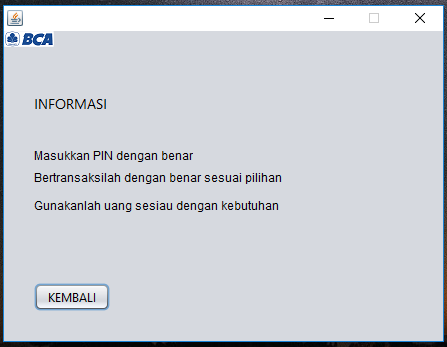 BCA
INFORMASI
Masukkan PIN dengan benar
Bertransaksilah dengan benar sesuai pilihan
Gunakanlah uang sesiau dengan kebutuhan
KEMBALI